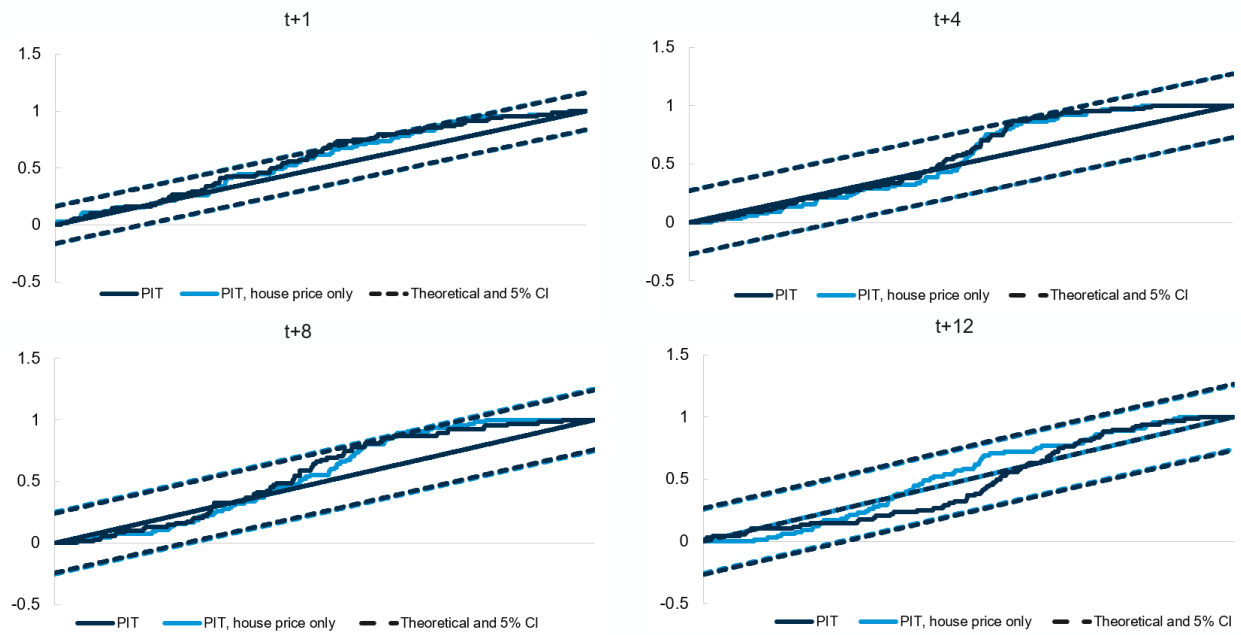 t+1
1.5
1
0.5
0
-0.5
PIT PIT, house price only Theoretical and 5% CI
t+4
1.5
1
0.5
0
-0.5
PIT PIT, house price only Theoretical and 5% CI
t+8
1.5
1
0.5
0
-0.5
PIT PIT, house price only Theoretical and 5% CI
t+12
1.5
1
0.5
0
-0.5
PIT PIT, house price only Theoretical and 5% CI